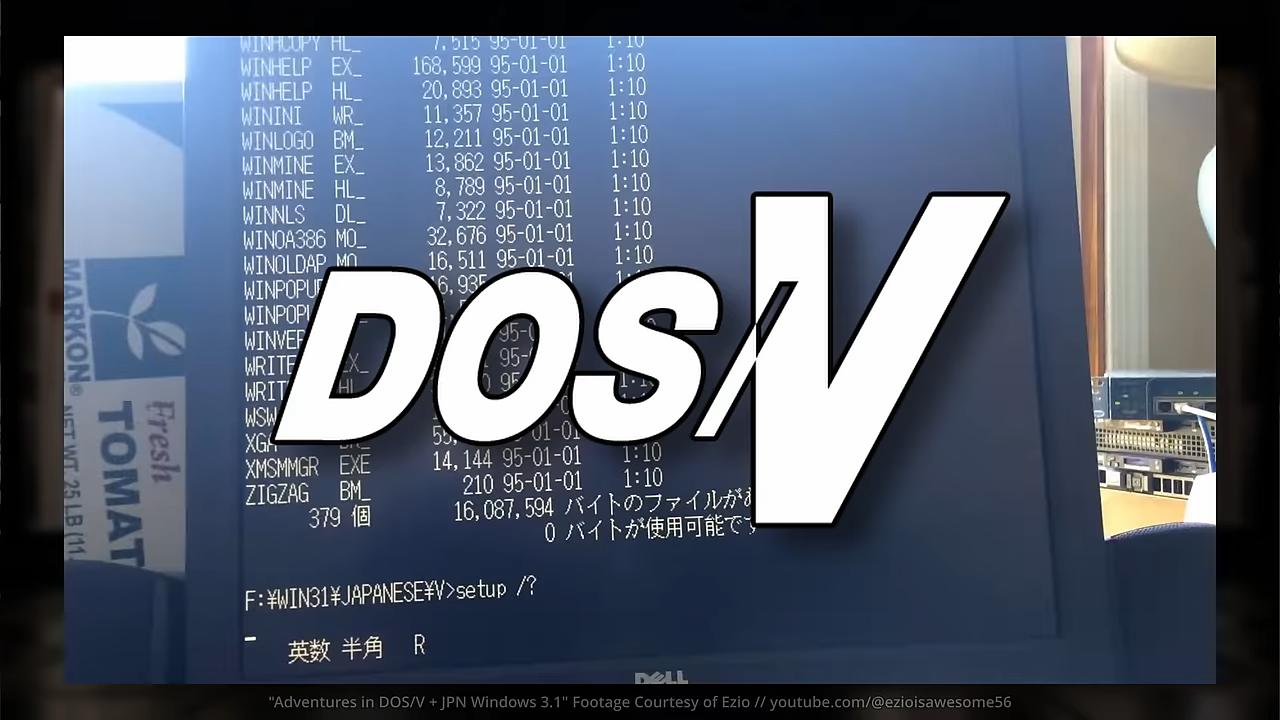 WINHCOPY HL_ 7,515 95-01-01 1:10
WINHELP EX_ 168,599 95-01-01 1:10
WINHELP HL_ 20,893 95-01-01 1:10
WININI WR_ 11,357 95-01-01 1:10
WINLOGO BM_ 12,211 95-01-01 1:10
WINMINE EX_ 13,862 95-01-01 1:10
WINMINE HL_ 8,789 95-01-01 1:10
WINNLS DL_ 7,322 95-01-01 1:10
WINOA386 MO_ 32,676 95-01-01 1:10
WINOLDAP MO_ 16,511 95-01-01 1:10
XMSMMGR EXE 14,144 95-01-01 1:10
ZIGZAG BM_ 210 95-01-01 1:10
379 個 16,087,594 バイトのファイルが
0 バイトが使用可能で
F:¥WIN31¥JAPANESE¥V>setup /?
英数 半角 R
DOS/V
MARKON®
NET WT. 25 LB
Fresh
TOMAT
DELL
"Adventures in DOS/V + JPN Windows 3.1" Footage Courtesy of Ezio // youtube.com/@ezioisawesome56